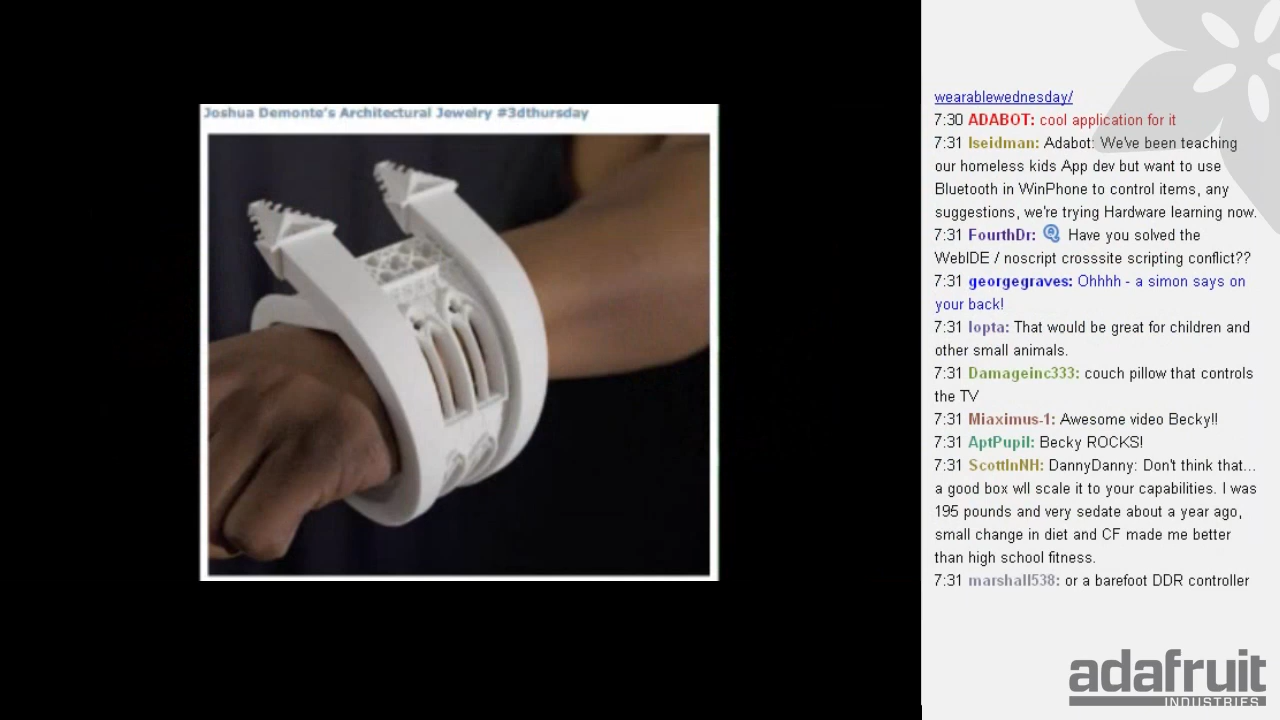 Joshua Demonte's Architectural Jewelry #3dthursday
wearablewednesday/
7:30 ADABOT: cool application for it
7:31 lseidman: Adabot: We've been teaching
our homeless kids App dev but want to use
Bluetooth in WinPhone to control items, any
suggestions, we're trying Hardware learning now.
7:31 FourthDr: Have you solved the
WebIDE / noscript crosssite scripting conflict??
7:31 georgegraves: Ohhhh - a simon says on
your back!
7:31 lopta: That would be great for children and
other small animals.
7:31 Damageinc333: couch pillow that controls
the TV
7:31 Miaximus-1: Awesome video Becky!!
7:31 AptPupil: Becky ROCKS!
7:31 ScottInNH: DannyDanny: Don't think that...
a good box wll scale it to your capabilities. I was
195 pounds and very sedate about a year ago,
small change in diet and CF made me better
than high school fitness.
7:31 marshall538: or a barefoot DDR controller
adafruit
INDUSTRIES